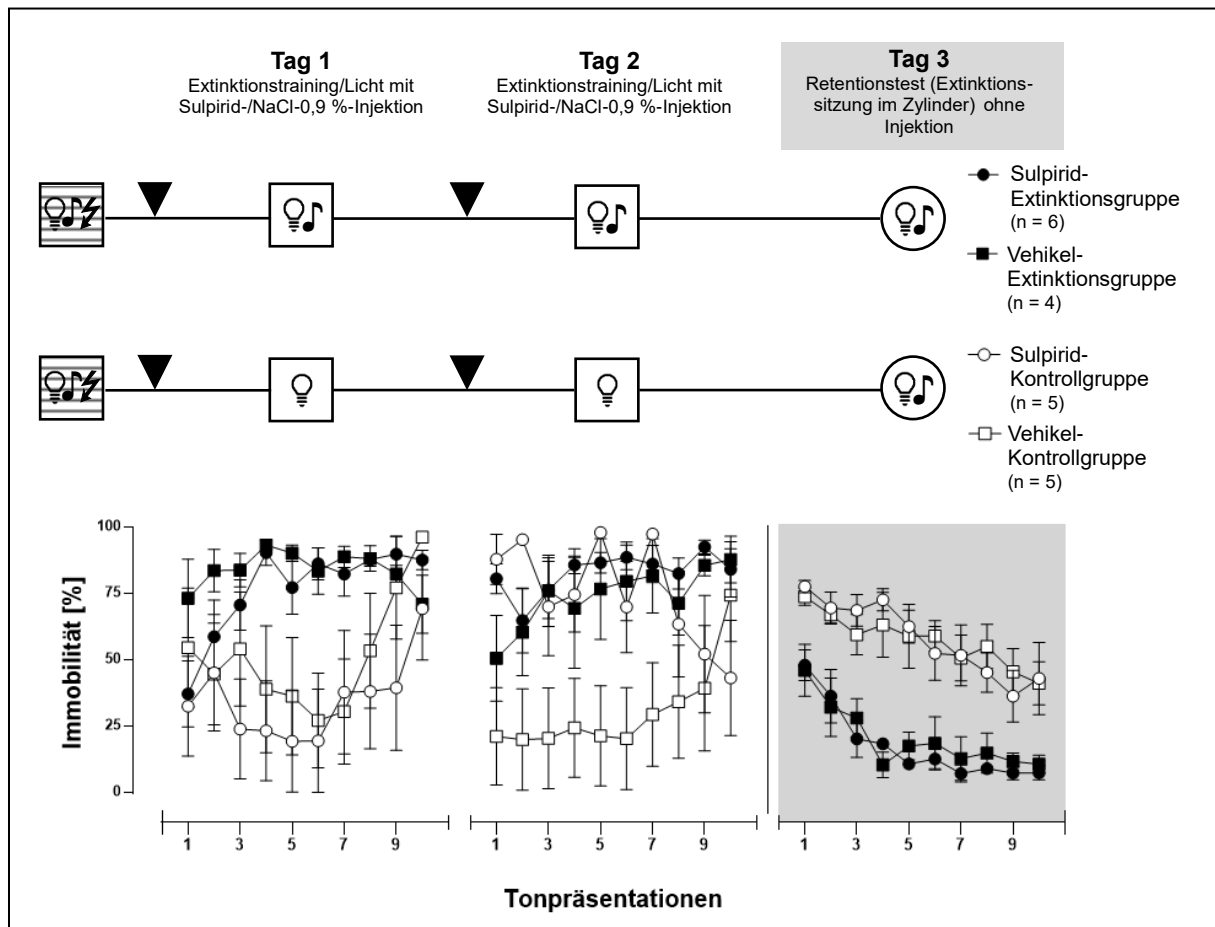 Tag 1
Extinktionstraining/Licht mit
Sulpirid-/NaCl-0,9 %-Injektion
Tag 2
Extinktionstraining/Licht mit
Sulpirid-/NaCl-0,9 %-Injektion
Tag 3
Retentionstest (Extinktions-
sitzung im Zylinder) ohne
Injektion
Sulpirid-
Extinktionsgruppe
(n = 6)
Vehikel-
Extinktionsgruppe
(n = 4)
Sulpirid-
Kontrollgruppe
(n = 5)
Vehikel-
Kontrollgruppe
(n = 5)
Immobilität [%]
100
75
50
25
0
1 3 5 7 9
1 3 5 7 9
1 3 5 7 9
Tonpräsentationen